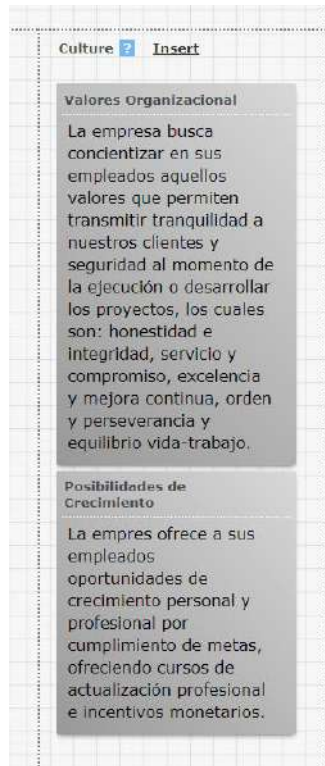 Culture ? Insert
Valores Organizacional
La empresa busca
concientizar en sus
empleados aquellos
valores que permiten
transmitir tranquilidad a
nuestros clientes y
seguridad al momento de
la ejecución o desarrollar
los proyectos, los cuales
son: honestidad e
integridad, servicio y
compromiso, excelencia
y mejora continua, orden
y perseverancia y
equilibrio vida-trabajo.
Posibilidades de
Crecimiento
La empres ofrece a sus
empleados
oportunidades de
crecimiento personal y
profesional por
cumplimiento de metas,
ofreciendo cursos de
actualización profesional
e incentivos monetarios.